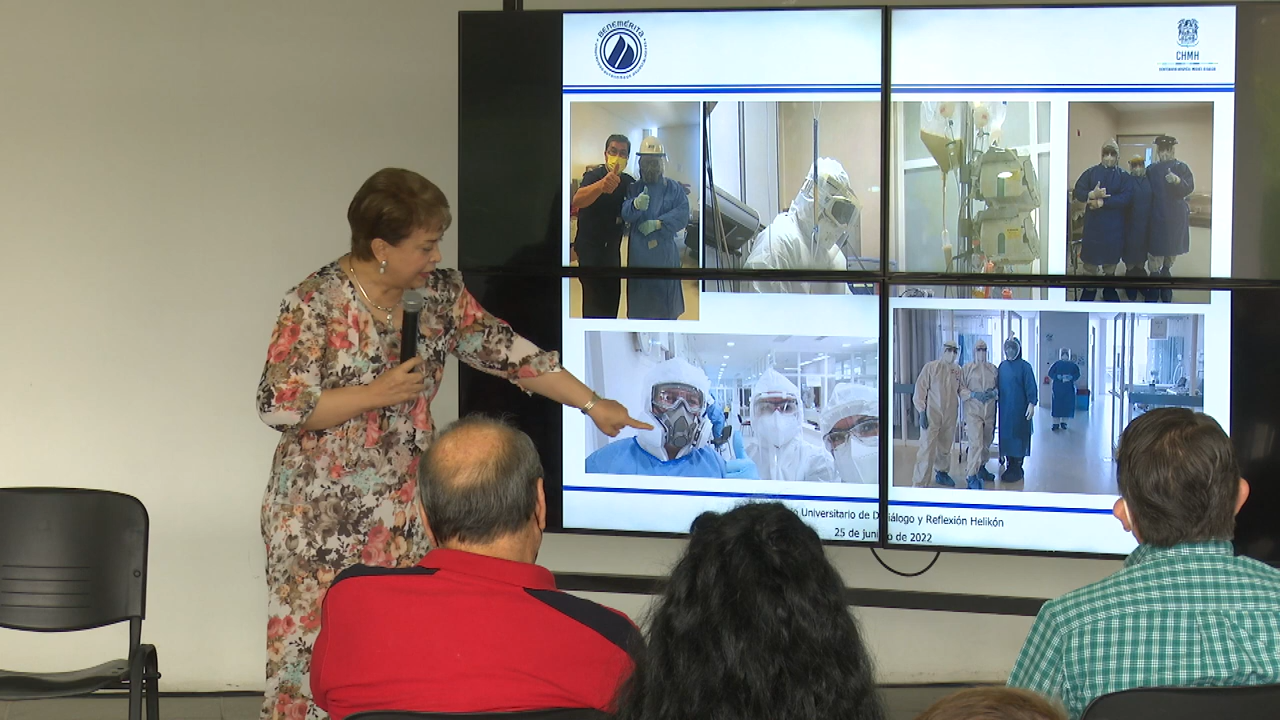 BENEMÉRITA
CHMH
Universitario de Diálogo y Reflexión Helikón
25 de junio de 2022